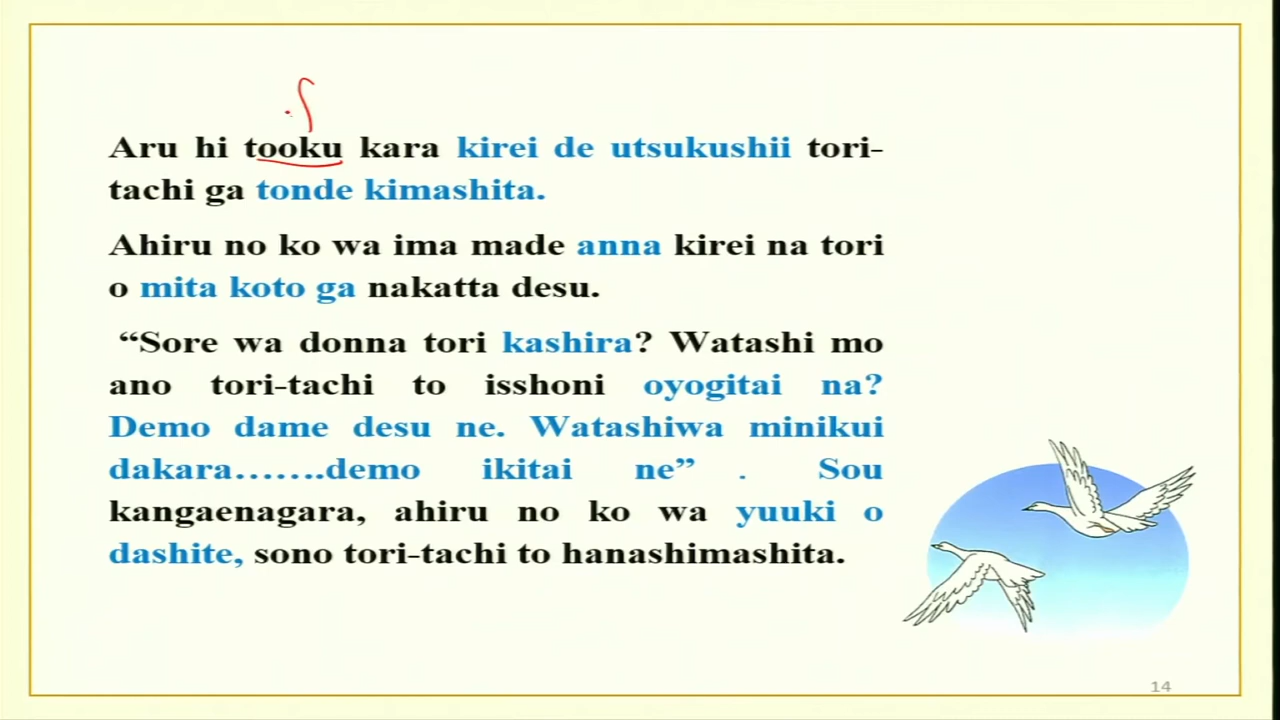 Aru hi tooku kara kirei de utsukushii tori-
tachi ga tonde kimashita.
Ahiru no ko wa ima made anna kirei na tori
o mita koto ga nakatta desu.
“Sore wa donna tori kashira? Watashi mo
ano tori-tachi to isshoni oyogitai na?
Demo dame desu ne. Watashiwa minikui
dakara…….demo ikitai ne” . Sou
kangaenagara, ahiru no ko wa yuuki o
dashite, sono tori-tachi to hanashimashita.
14